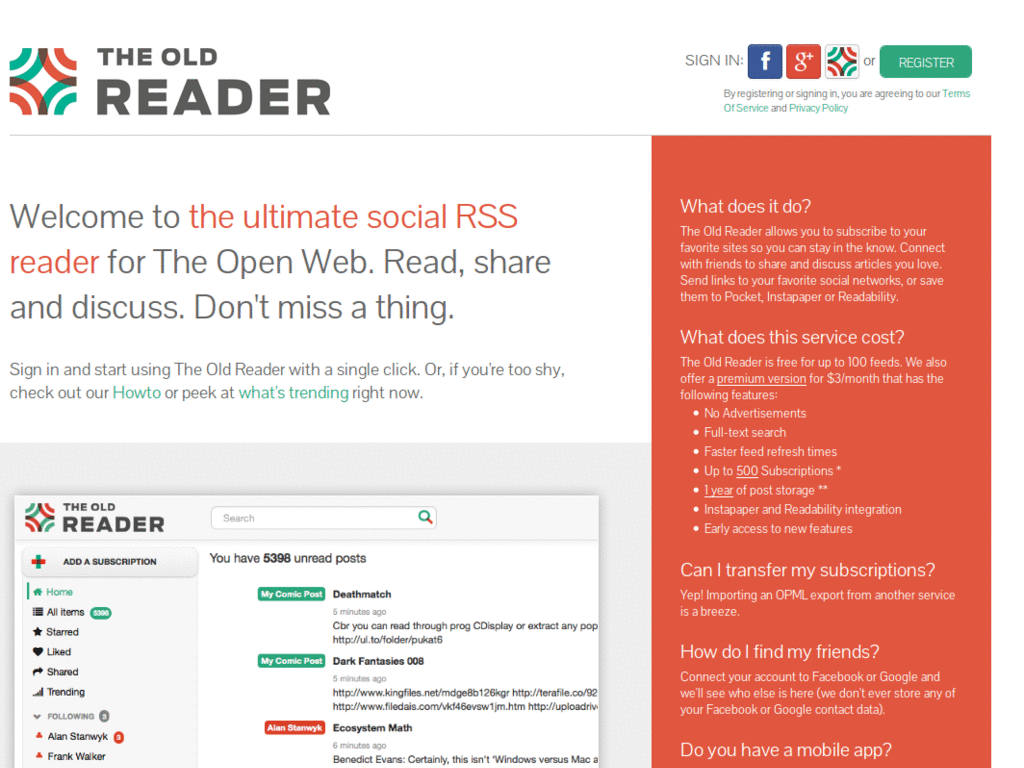 THE OLD
READER
SIGN IN:
f
g+
or
REGISTER
By registering or signing in, you are agreeing to our Terms
Of Service and Privacy Policy
Welcome to the ultimate social RSS
reader for The Open Web. Read, share
and discuss. Don't miss a thing.
Sign in and start using The Old Reader with a single click. Or, if you're too shy,
check out our Howto or peek at what's trending right now.
THE OLD
READER
Search
ADD A SUBSCRIPTION
Home
All items 5398
Starred
Liked
Shared
Trending
FOLLOWING 3
Alan Stanwyk 3
Frank Walker
You have 5398 unread posts
My Comic Post Deathmatch
5 minutes ago
Cbr you can read through prog CDisplay or extract any pop
http://ul.to/folder/pukat6
My Comic Post Dark Fantasies 008
5 minutes ago
http://www.kingfiles.net/mdge8b126kgr http://terafile.co/92
http://www.filedais.com/vkf46evsw1jm.htm http://uploadriv
Alan Stanwyk Ecosystem Math
6 minutes ago
Benedict Evans: Certainly, this isn't 'Windows versus Mac a
What does it do?
The Old Reader allows you to subscribe to your
favorite sites so you can stay in the know. Connect
with friends to share and discuss articles you love.
Send links to your favorite social networks, or save
them to Pocket, Instapaper or Readability.
What does this service cost?
The Old Reader is free for up to 100 feeds. We also
offer a premium version for $3/month that has the
following features:
• No Advertisements
• Full-text search
• Faster feed refresh times
• Up to 500 Subscriptions *
• 1 year of post storage **
• Instapaper and Readability integration
• Early access to new features
Can I transfer my subscriptions?
Yep! Importing an OPML export from another service
is a breeze.
How do I find my friends?
Connect your account to Facebook or Google and
we'll see who else is here (we don't ever store any of
your Facebook or Google contact data).
Do you have a mobile app?